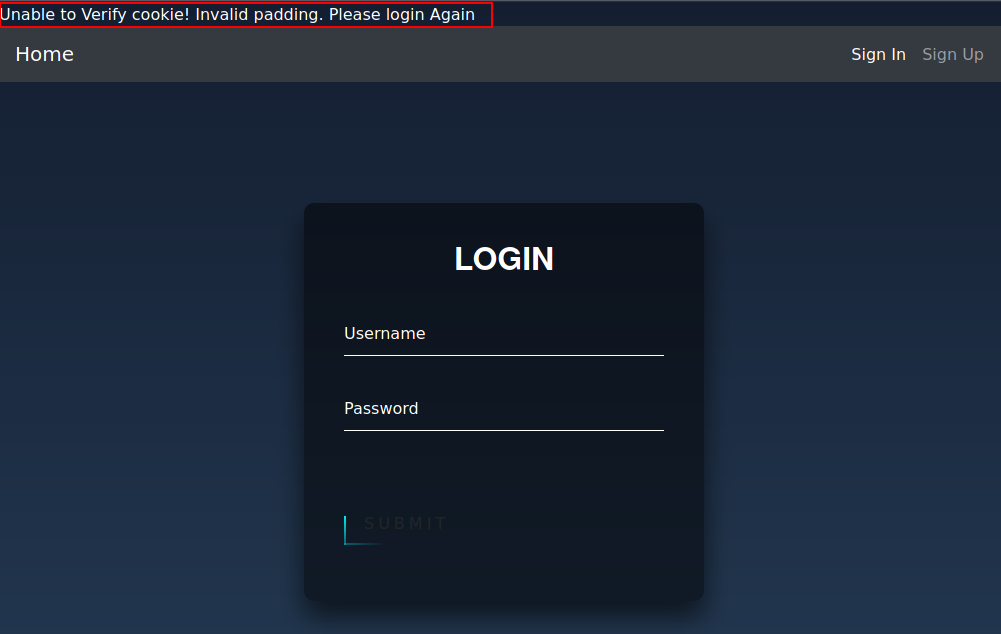 Unable to Verify cookie! Invalid padding. Please login Again
Home Sign In Sign Up
LOGIN
Username
Password
SUBMIT